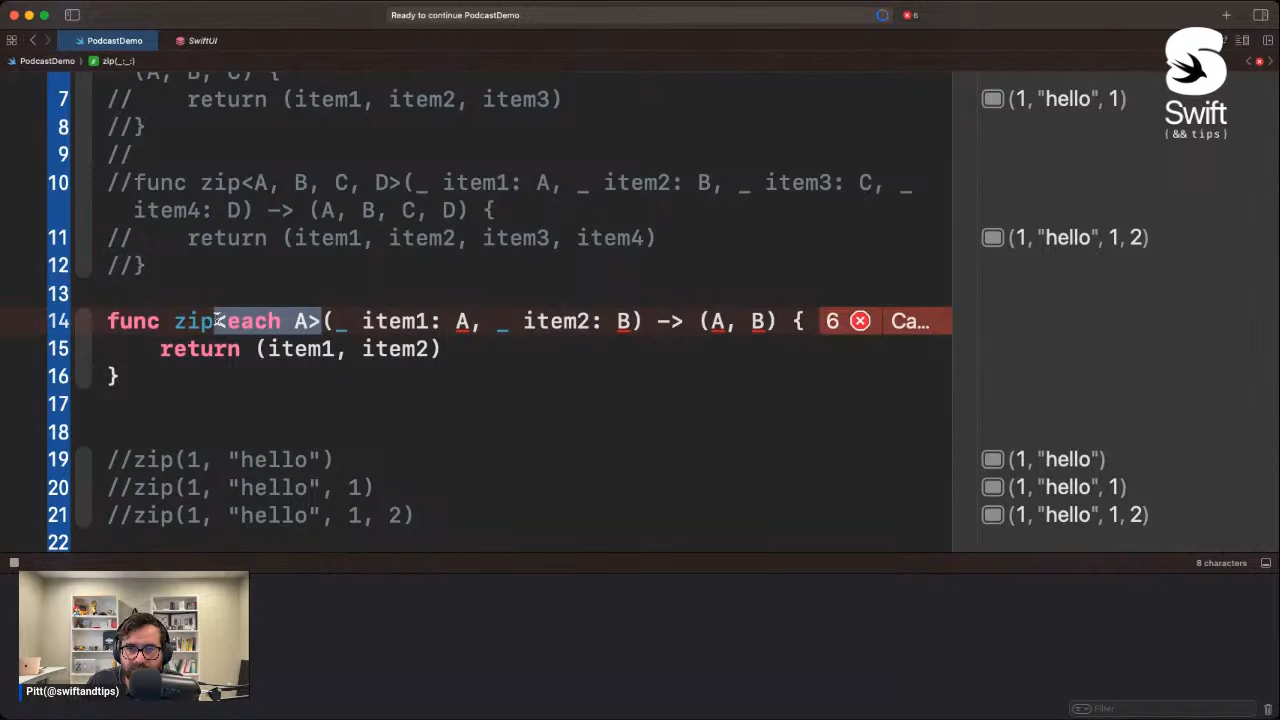 Ready to continue PodcastDemo
6
PodcastDemo
SwiftUI
PodcastDemo
zip(_:_:)
(A, B, C) {
7 //    return (item1, item2, item3)
(1, "hello", 1)
8 //}
9 //
10 //func zip<A, B, C, D>(_ item1: A, _ item2: B, _ item3: C, _
item4: D) -> (A, B, C, D) {
11 //    return (item1, item2, item3, item4)
(1, "hello", 1, 2)
12 //}
13
14 func zip<each A>(_ item1: A, _ item2: B) -> (A, B) {
6
Ca...
15     return (item1, item2)
16 }
17
18
19 //zip(1, "hello")
(1, "hello")
20 //zip(1, "hello", 1)
(1, "hello", 1)
21 //zip(1, "hello", 1, 2)
(1, "hello", 1, 2)
22
8 characters
Swift
{ && tips }
Pitt(@swiftandtips)
Filter